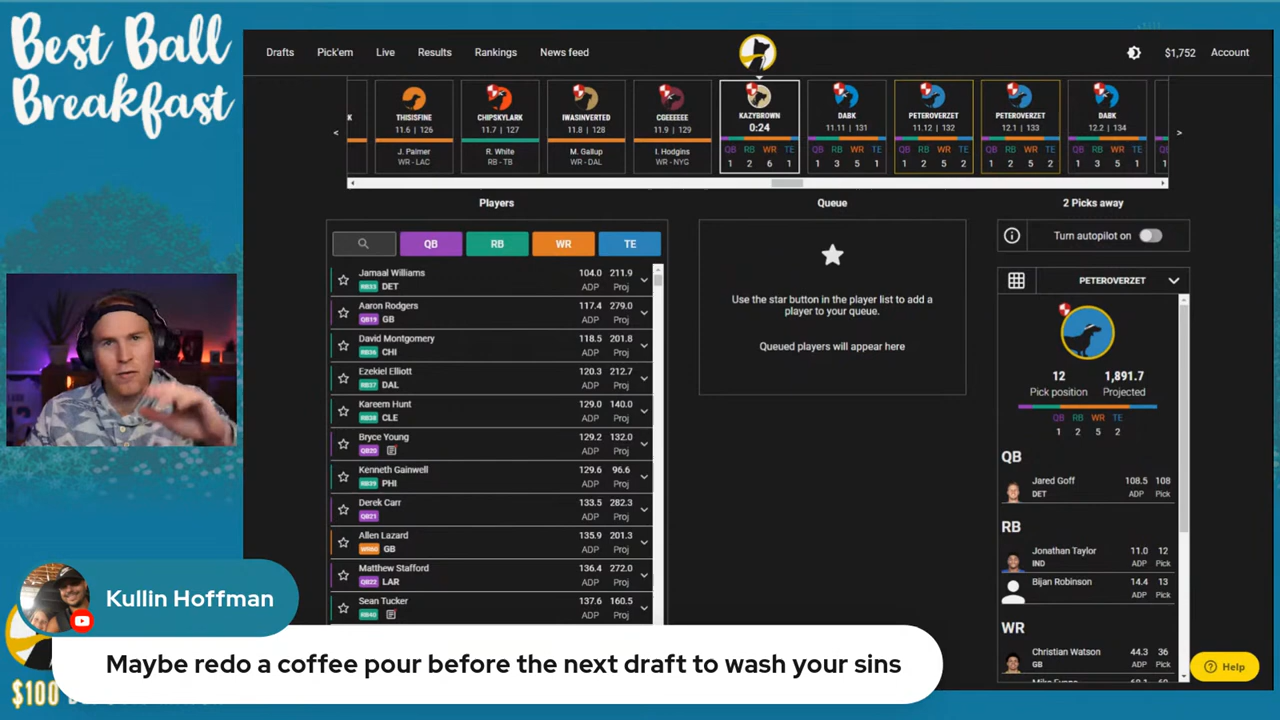 Best Ball
Breakfast
Drafts
Pick'em
Live
Results
Rankings
News feed
$1,752
Account
<
K
THISISFINE
11.6 | 126
J. Palmer
WR - LAC
CHIPSKYLARK
11.7 | 127
R. White
RB - TB
IWASINVERTED
11.8 | 128
M. Gallup
WR - DAL
CGEEEEEE
11.9 | 129
I. Hodgins
WR - NYG
KAZYBROWN
0:24
QB RB WR TE
1 2 6 1
DABK
11.11 | 131
QB RB WR TE
1 3 5 1
PETEROVERZET
11.12 | 132
QB RB WR TE
1 2 5 2
PETEROVERZET
12.1 | 133
QB RB WR TE
1 2 5 2
DABK
12.2 | 134
QB RB WR TE
1 3 5 1
>
Players
QB
RB
WR
TE
Jamaal Williams 104.0 211.9
RB35 DET ADP Proj
Aaron Rodgers 117.4 279.0
QB19 GB ADP Proj
David Montgomery 118.5 201.8
RB36 CHI ADP Proj
Ezekiel Elliott 120.3 212.7
RB37 DAL ADP Proj
Kareem Hunt 129.0 140.0
RB38 CLE ADP Proj
Bryce Young 129.2 132.0
QB20 ADP Proj
Kenneth Gainwell 129.6 96.6
RB39 PHI ADP Proj
Derek Carr 133.5 282.3
QB21 ADP Proj
Allen Lazard 135.9 201.3
WR60 GB ADP Proj
Matthew Stafford 136.4 272.0
QB22 LAR ADP Proj
Sean Tucker 137.6 160.5
RB40 ADP Proj
Queue
Use the star button in the player list to add a
player to your queue.
Queued players will appear here
2 Picks away
Turn autopilot on
PETEROVERZET
12 1,891.7
Pick position Projected
QB RB WR TE
1 2 5 2
QB
Jared Goff 108.5 108
DET ADP Pick
RB
Jonathan Taylor 11.0 12
IND ADP Pick
Bijan Robinson 14.4 13
ADP Pick
WR
Christian Watson 44.3 36
GB ADP Pick
Help
Kullin Hoffman
Maybe redo a coffee pour before the next draft to wash your sins
$100